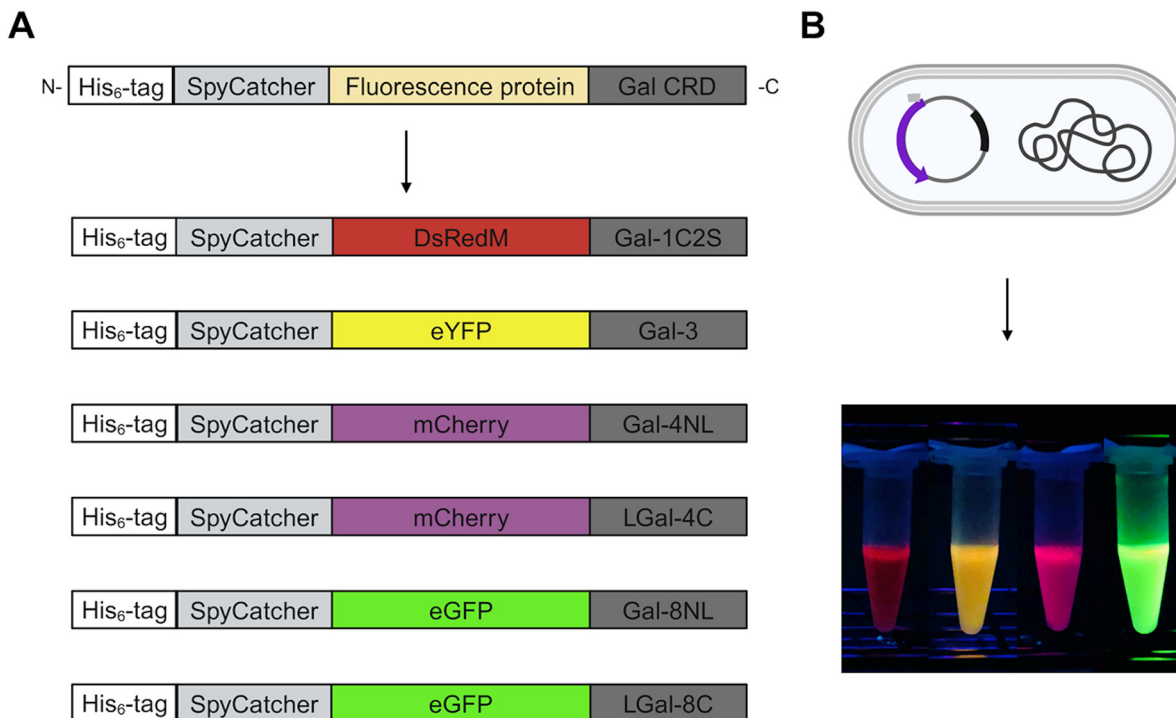 A
B
N- His₆-tag SpyCatcher Fluorescence protein Gal CRD -C
His₆-tag SpyCatcher DsRedM Gal-1C2S
His₆-tag SpyCatcher eYFP Gal-3
His₆-tag SpyCatcher mCherry Gal-4NL
His₆-tag SpyCatcher mCherry LGal-4C
His₆-tag SpyCatcher eGFP Gal-8NL
His₆-tag SpyCatcher eGFP LGal-8C